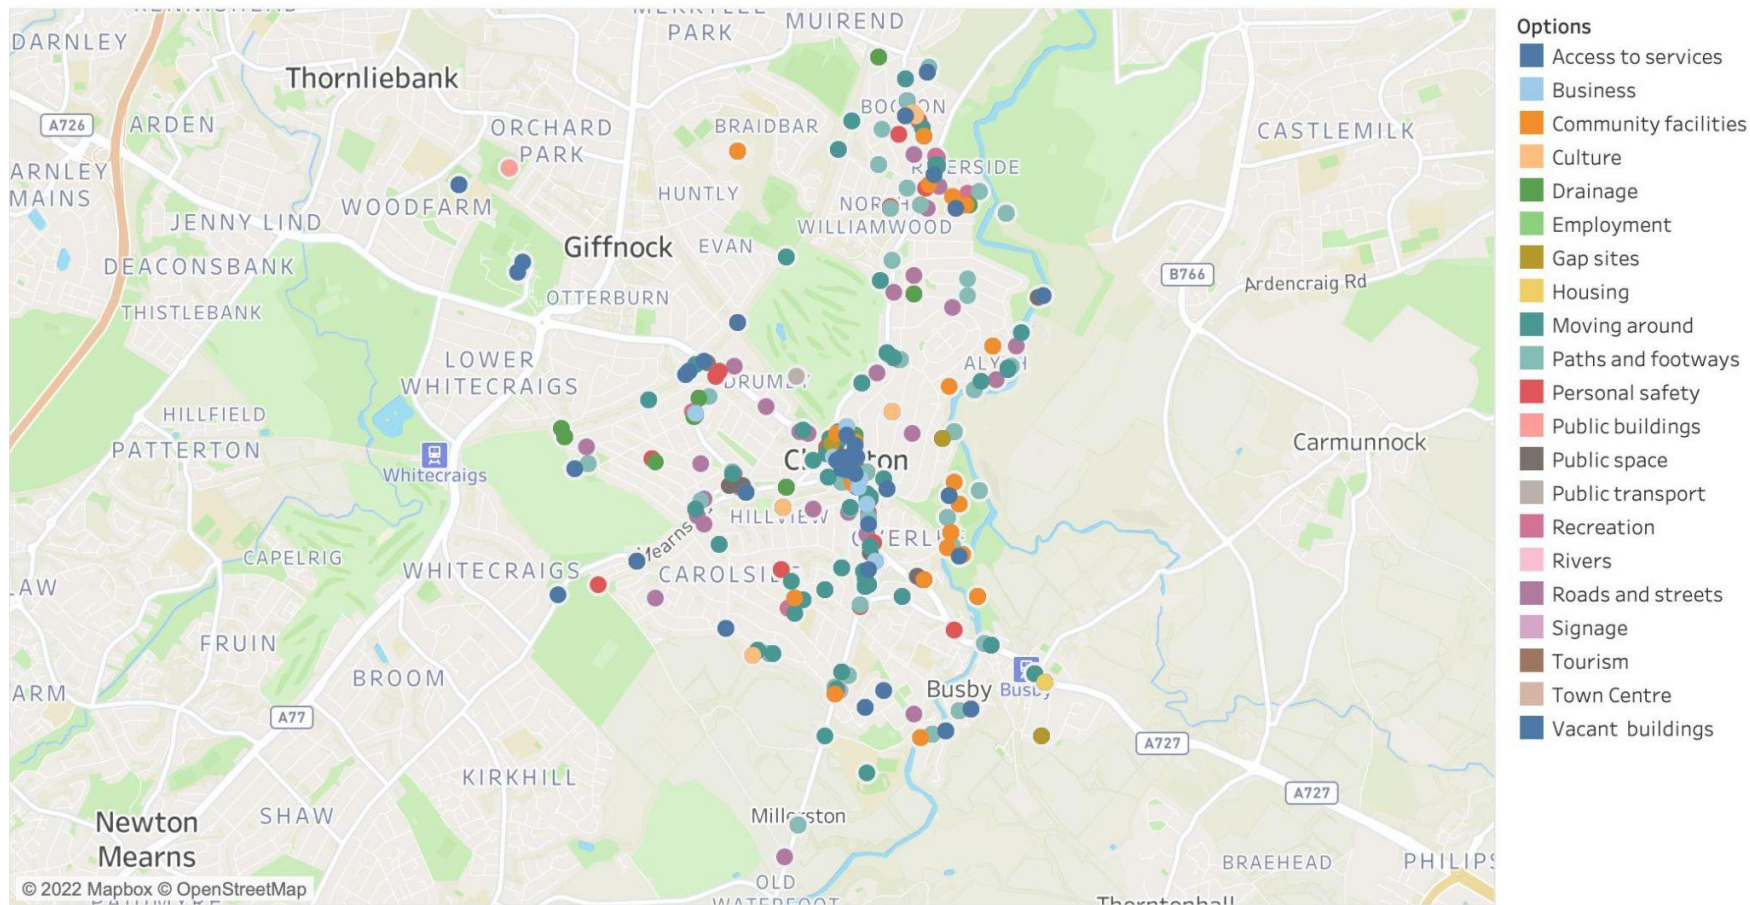 MUIREND
PARK
DARNLEY
Thornliebank
Options
Access to services
Business
Community facilities
Culture
Drainage
Employment
Gap sites
Housing
Moving around
Paths and footways
Personal safety
Public buildings
Public space
Public transport
Recreation
Rivers
Roads and streets
Signage
Tourism
Town Centre
Vacant buildings
A726
ARDEN
ORCHARD
PARK
BRAIDBAR
CASTLEMILK
MAINS
WOODFARM
HUNTLY
JENNY LIND
WILLIAMWOOD
Giffnock
EVAN
DEACONSBANK
B766
Ardencraig Rd
OTTERBURN
THISTLEBANK
LOWER
WHITECRAIGS
HILLFIELD
PATTERTON
Carmunnock
Whitecraigs
HILLVIEW
Mearns
CAPELRIG
WHITECRAIGS
FRUIN
BROOM
Busby
Busby
A77
A727
KIRKHILL
A727
SHAW
Newton
Mearns
BRAEHEAD
OLD
© 2022 Mapbox © OpenStreetMap